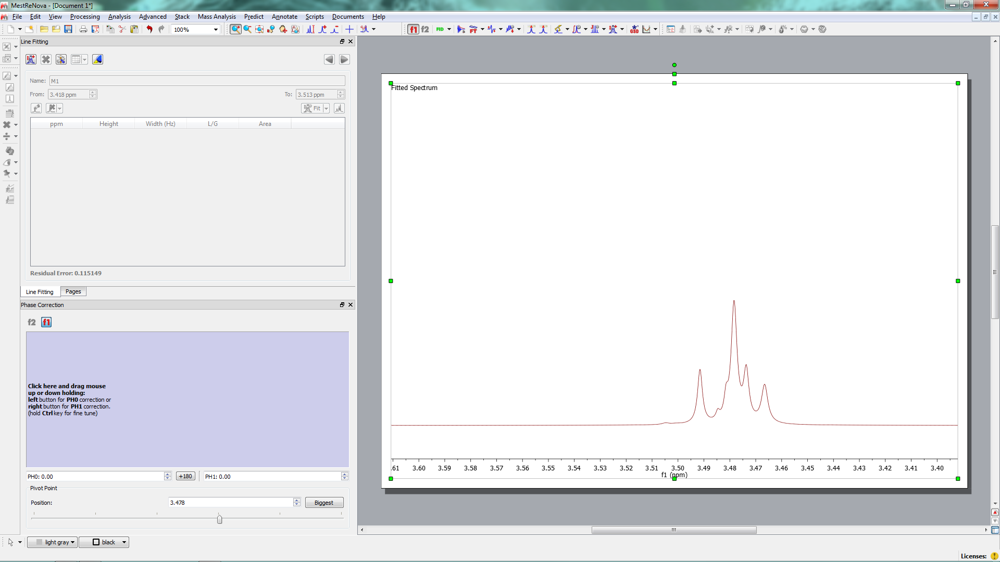 MestReNova - [Document 1*]
File Edit View Processing Analysis Stack Mass Analysis Advanced Predict Annotate Scripts Documents Help
100%
f1 f2 FID FT GSD
Line Fitting
Name: M1
From: 3.418 ppm To: 3.513 ppm
Fit
ppm Height Width (Hz) L/G Area
Residual Error: 0.115149
Line Fitting Pages
Phase Correction
f2 f1
Click here and drag mouse
up or down holding:
left button for PH0 correction or
right button for PH1 correction.
(hold Ctrl key for fine tune)
PH0: 0.00 +180 PH1: 0.00
Pivot Point
Position: 3.478 Biggest
light gray black
Fitted Spectrum
.61 3.60 3.59 3.58 3.57 3.56 3.55 3.54 3.53 3.52 3.51 3.50 3.49 3.48 3.47 3.46 3.45 3.44 3.43 3.42 3.41 3.40
f1 (ppm)
Licenses: